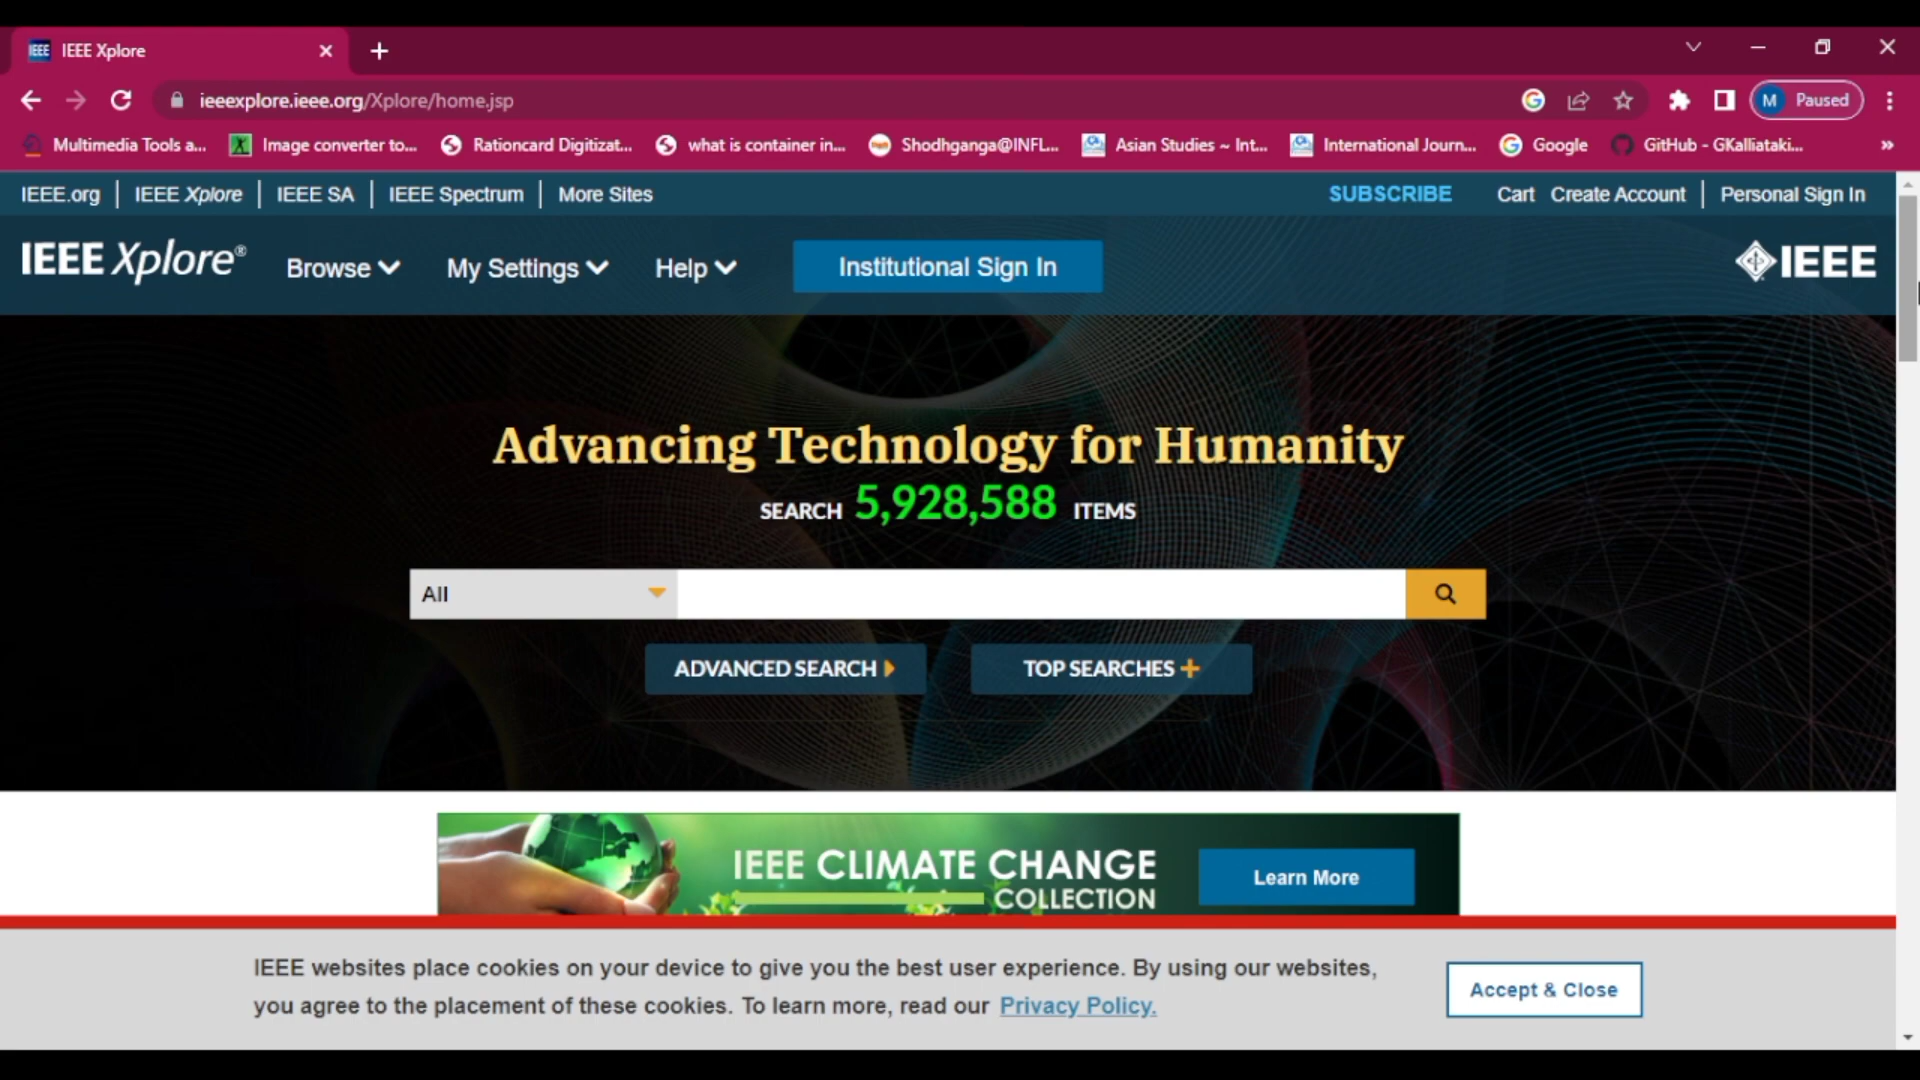 IEEE IEEE Xplore
ieeexplore.ieee.org/Xplore/home.jsp
M Paused
Multimedia Tools a... Image converter to... Rationcard Digitizat... what is container in... Shodhganga@INFL... Asian Studies ~ Int... International Journ... Google GitHub - GKalliataki...
IEEE.org IEEE Xplore IEEE SA IEEE Spectrum More Sites SUBSCRIBE Cart Create Account Personal Sign In
IEEE Xplore® Browse My Settings Help Institutional Sign In IEEE
Advancing Technology for Humanity
SEARCH 5,928,588 ITEMS
All
ADVANCED SEARCH TOP SEARCHES
IEEE CLIMATE CHANGE
COLLECTION
Learn More
IEEE websites place cookies on your device to give you the best user experience. By using our websites,
you agree to the placement of these cookies. To learn more, read our Privacy Policy.
Accept & Close